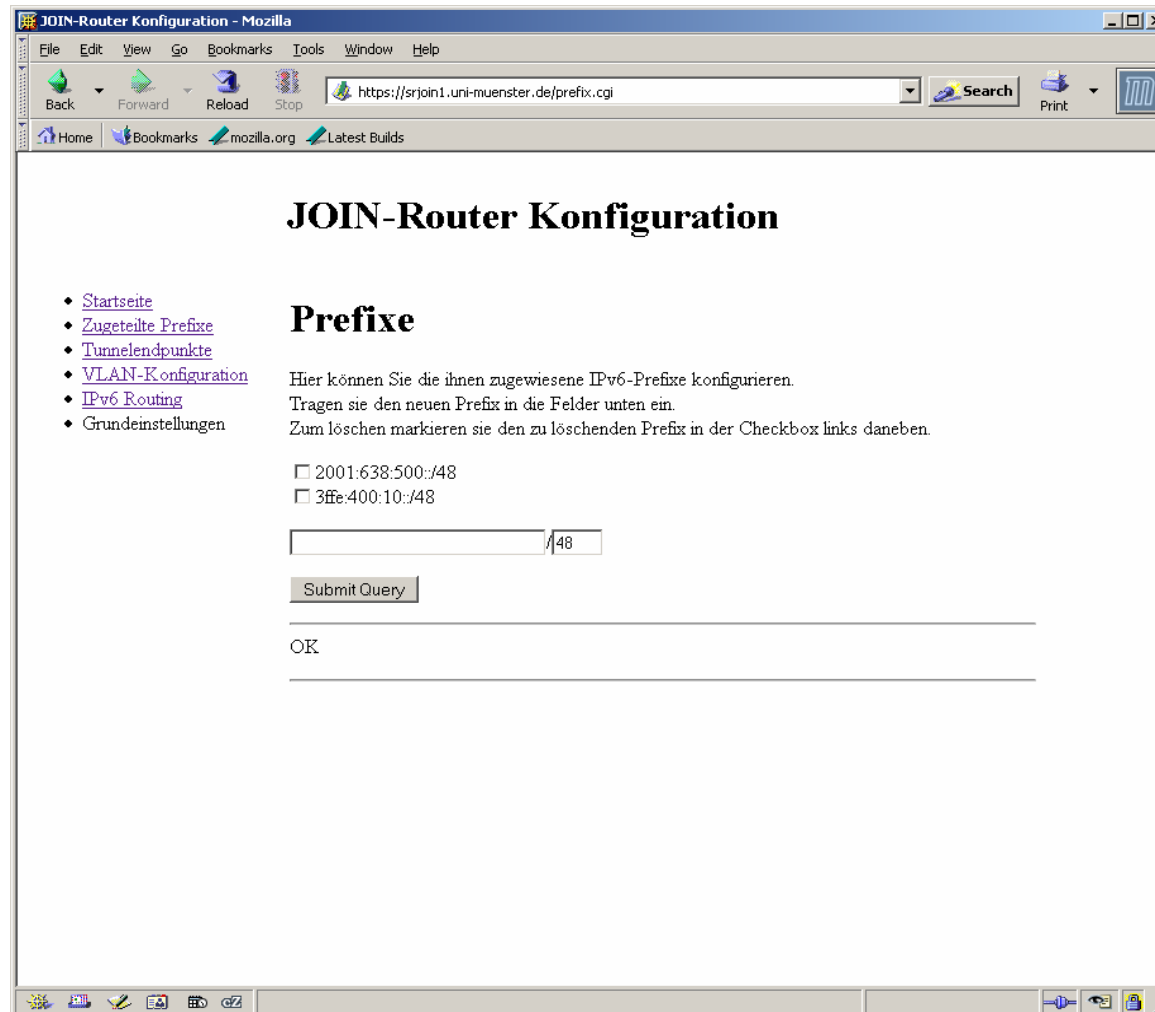 JOIN-Router Konfiguration - Mozilla
File Edit View Go Bookmarks Tools Window Help
Back Forward Reload Stop https://srjoin1.uni-muenster.de/prefix.cgi Search Print
Home Bookmarks mozilla.org Latest Builds
JOIN-Router Konfiguration
Startseite
Zugeteilte Prefixe
Tunnelendpunkte
VLAN-Konfiguration
IPv6 Routing
Grundeinstellungen
Prefixe
Hier können Sie die ihnen zugewiesene IPv6-Prefixe konfigurieren.
Tragen sie den neuen Prefix in die Felder unten ein.
Zum löschen markieren sie den zu löschenden Prefix in der Checkbox links daneben.
2001:638:500::/48
3ffe:400:10::/48
/ 48
Submit Query
OK